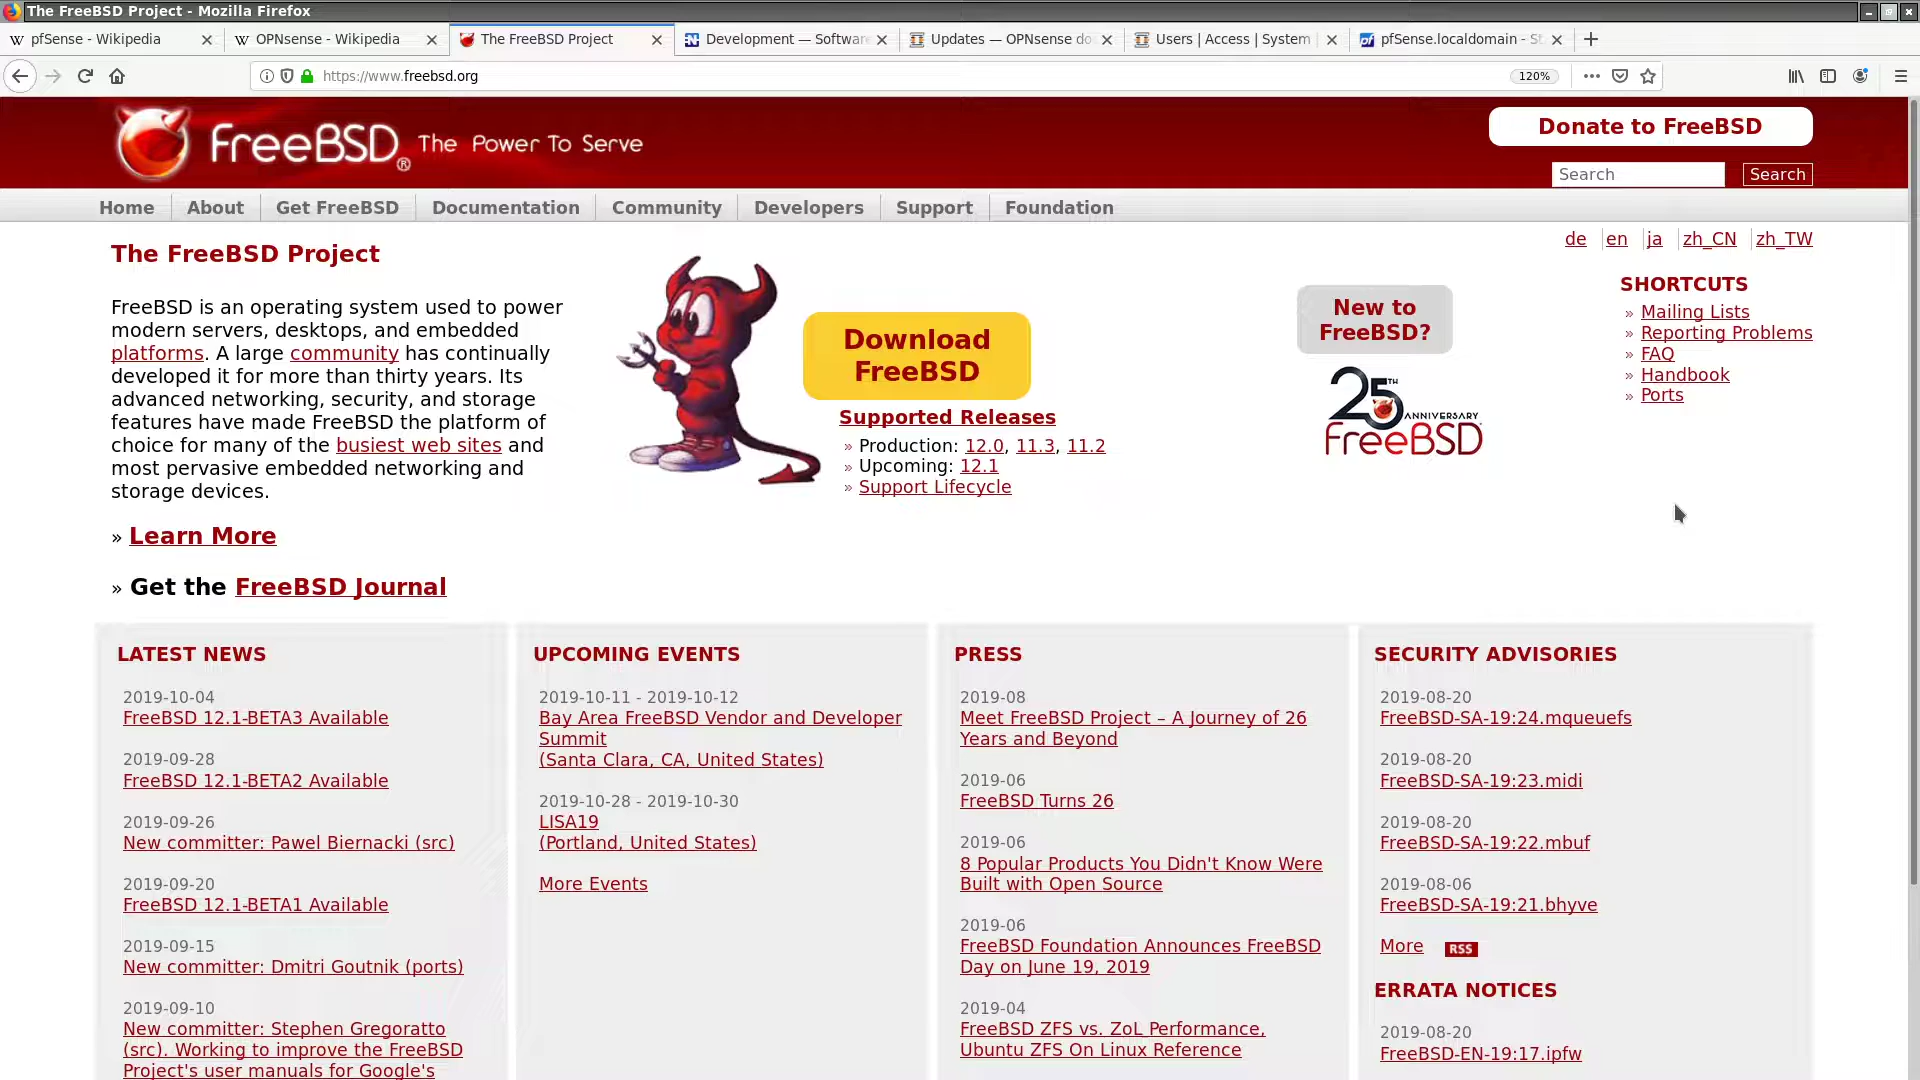 The FreeBSD Project - Mozilla Firefox
pfSense - Wikipedia
OPNsense - Wikipedia
The FreeBSD Project
Development — Softwar
Updates — OPNsense do
Users | Access | System
pfSense.localdomain - St
https://www.freebsd.org
120%
FreeBSD® The Power To Serve
Donate to FreeBSD
Search
Search
Home
About
Get FreeBSD
Documentation
Community
Developers
Support
Foundation
de
en
ja
zh_CN
zh_TW
The FreeBSD Project
FreeBSD is an operating system used to power
modern servers, desktops, and embedded
platforms. A large community has continually
developed it for more than thirty years. Its
advanced networking, security, and storage
features have made FreeBSD the platform of
choice for many of the busiest web sites and
most pervasive embedded networking and
storage devices.
» Learn More
» Get the FreeBSD Journal
Download
FreeBSD
Supported Releases
» Production: 12.0, 11.3, 11.2
» Upcoming: 12.1
» Support Lifecycle
New to
FreeBSD?
25TH ANNIVERSARY
FreeBSD
SHORTCUTS
» Mailing Lists
» Reporting Problems
» FAQ
» Handbook
» Ports
LATEST NEWS
2019-10-04
FreeBSD 12.1-BETA3 Available
2019-09-28
FreeBSD 12.1-BETA2 Available
2019-09-26
New committer: Pawel Biernacki (src)
2019-09-20
FreeBSD 12.1-BETA1 Available
2019-09-15
New committer: Dmitri Goutnik (ports)
2019-09-10
New committer: Stephen Gregoratto
(src). Working to improve the FreeBSD
Project's user manuals for Google's
UPCOMING EVENTS
2019-10-11 - 2019-10-12
Bay Area FreeBSD Vendor and Developer
Summit
(Santa Clara, CA, United States)
2019-10-28 - 2019-10-30
LISA19
(Portland, United States)
More Events
PRESS
2019-08
Meet FreeBSD Project – A Journey of 26
Years and Beyond
2019-06
FreeBSD Turns 26
2019-06
8 Popular Products You Didn't Know Were
Built with Open Source
2019-06
FreeBSD Foundation Announces FreeBSD
Day on June 19, 2019
2019-04
FreeBSD ZFS vs. ZoL Performance,
Ubuntu ZFS On Linux Reference
SECURITY ADVISORIES
2019-08-20
FreeBSD-SA-19:24.mqueuefs
2019-08-20
FreeBSD-SA-19:23.midi
2019-08-20
FreeBSD-SA-19:22.mbuf
2019-08-06
FreeBSD-SA-19:21.bhyve
More RSS
ERRATA NOTICES
2019-08-20
FreeBSD-EN-19:17.ipfw